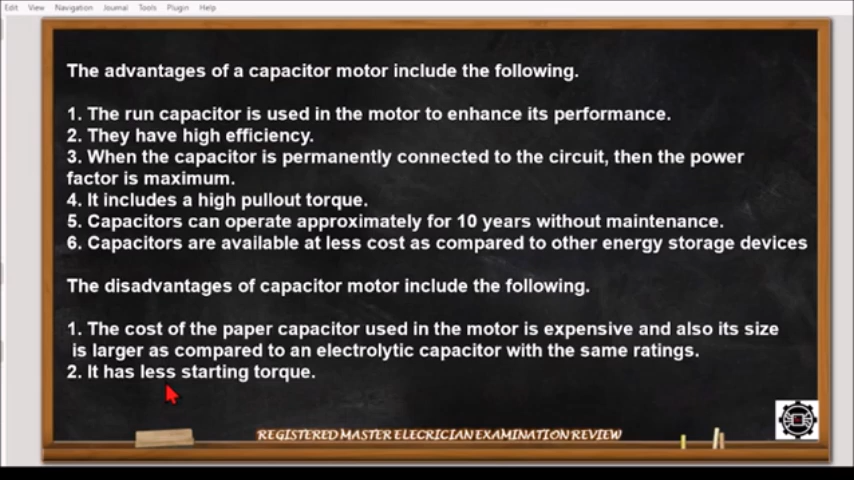 Edit View Navigation Journal Tools Plugin Help
The advantages of a capacitor motor include the following.
1. The run capacitor is used in the motor to enhance its performance.
2. They have high efficiency.
3. When the capacitor is permanently connected to the circuit, then the power
factor is maximum.
4. It includes a high pullout torque.
5. Capacitors can operate approximately for 10 years without maintenance.
6. Capacitors are available at less cost as compared to other energy storage devices
The disadvantages of capacitor motor include the following.
1. The cost of the paper capacitor used in the motor is expensive and also its size
is larger as compared to an electrolytic capacitor with the same ratings.
2. It has less starting torque.
REGISTERED MASTER ELECRICIAN EXAMINATION REVIEW